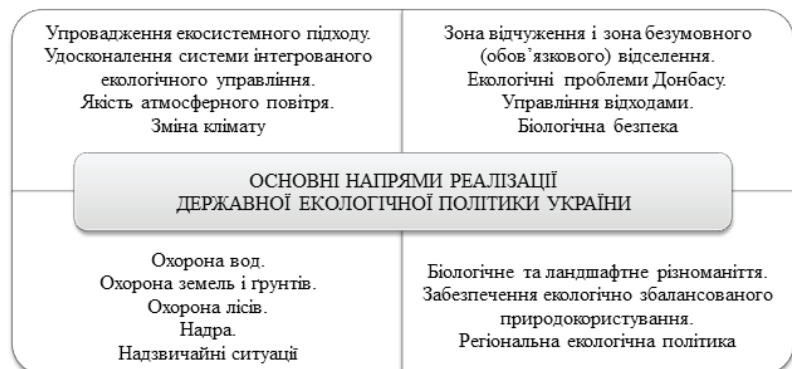 Упровадження екосистемного підходу.
Удосконалення системи інтегрованого
екологічного управління.
Якість атмосферного повітря.
Зміна клімату
Зона відчуження і зона безумовного
(обов’язкового) відселення.
Екологічні проблеми Донбасу.
Управління відходами.
Біологічна безпека
ОСНОВНІ НАПРЯМИ РЕАЛІЗАЦІЇ
ДЕРЖАВНОЇ ЕКОЛОГІЧНОЇ ПОЛІТИКИ УКРАЇНИ
Охорона вод.
Охорона земель і ґрунтів.
Охорона лісів.
Надра.
Надзвичайні ситуації
Біологічне та ландшафтне різноманіття.
Забезпечення екологічно збалансованого
природокористування.
Регіональна екологічна політика